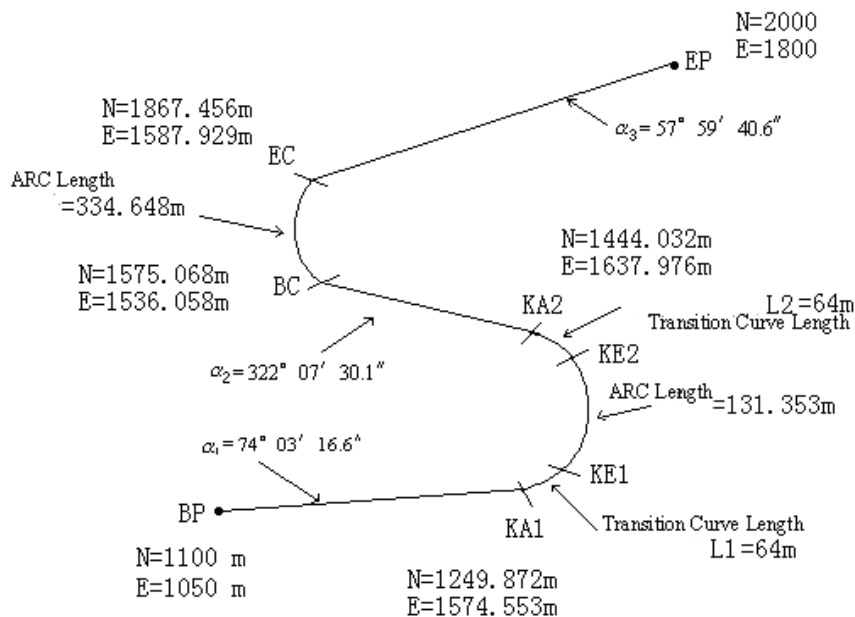 N=2000
E=1800
EP
N=1867.456m
E=1587.929m
α3=57° 59′ 40.6″
EC
ARC Length
=334.648m
N=1444.032m
E=1637.976m
N=1575.068m
E=1536.058m
BC
KA2
L2=64m
Transition Curve Length
KE2
α2=322° 07′ 30.1″
ARC Length
=131.353m
α1=74° 03′ 16.6″
KE1
BP
KA1
Transition Curve Length
L1=64m
N=1100 m
E=1050 m
N=1249.872m
E=1574.553m